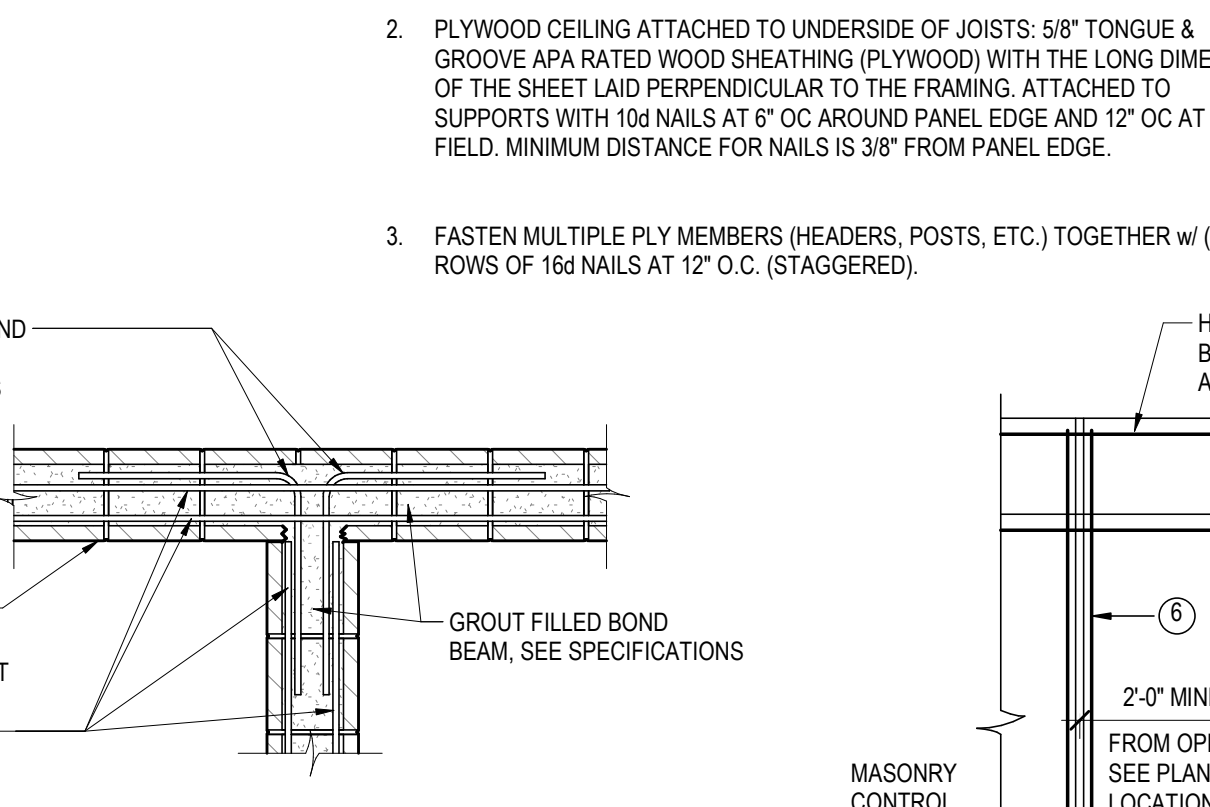 2. PLYWOOD CEILING ATTACHED TO UNDERSIDE OF JOISTS: 5/8" TONGUE &
GROOVE APA RATED WOOD SHEATHING (PLYWOOD) WITH THE LONG DIME
OF THE SHEET LAID PERPENDICULAR TO THE FRAMING. ATTACHED TO
SUPPORTS WITH 10d NAILS AT 6" OC AROUND PANEL EDGE AND 12" OC AT
FIELD. MINIMUM DISTANCE FOR NAILS IS 3/8" FROM PANEL EDGE.
3. FASTEN MULTIPLE PLY MEMBERS (HEADERS, POSTS, ETC.) TOGETHER w/ (
ROWS OF 16d NAILS AT 12" O.C. (STAGGERED).
ND
GROUT FILLED BOND
BEAM, SEE SPECIFICATIONS
T
H
B
A
6
2'-0" MIN
FROM OP
SEE PLAN
LOCATION
MASONRY
CONTROL